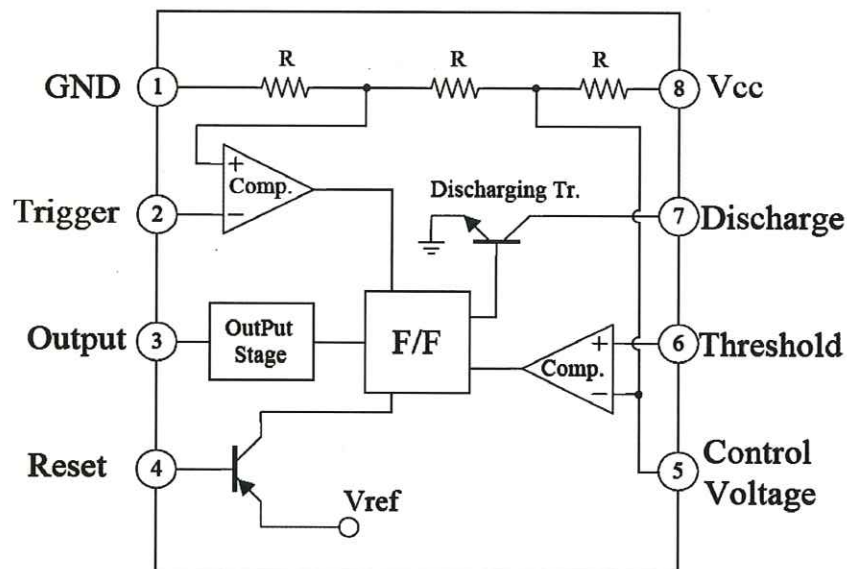 R R R
GND 1 8 Vcc
+
Comp.
Trigger 2 −
Discharging Tr.
7 Discharge
Output 3 OutPut
Stage
F/F
+ 6 Threshold
Comp.
−
Reset 4
Vref
5 Control
Voltage